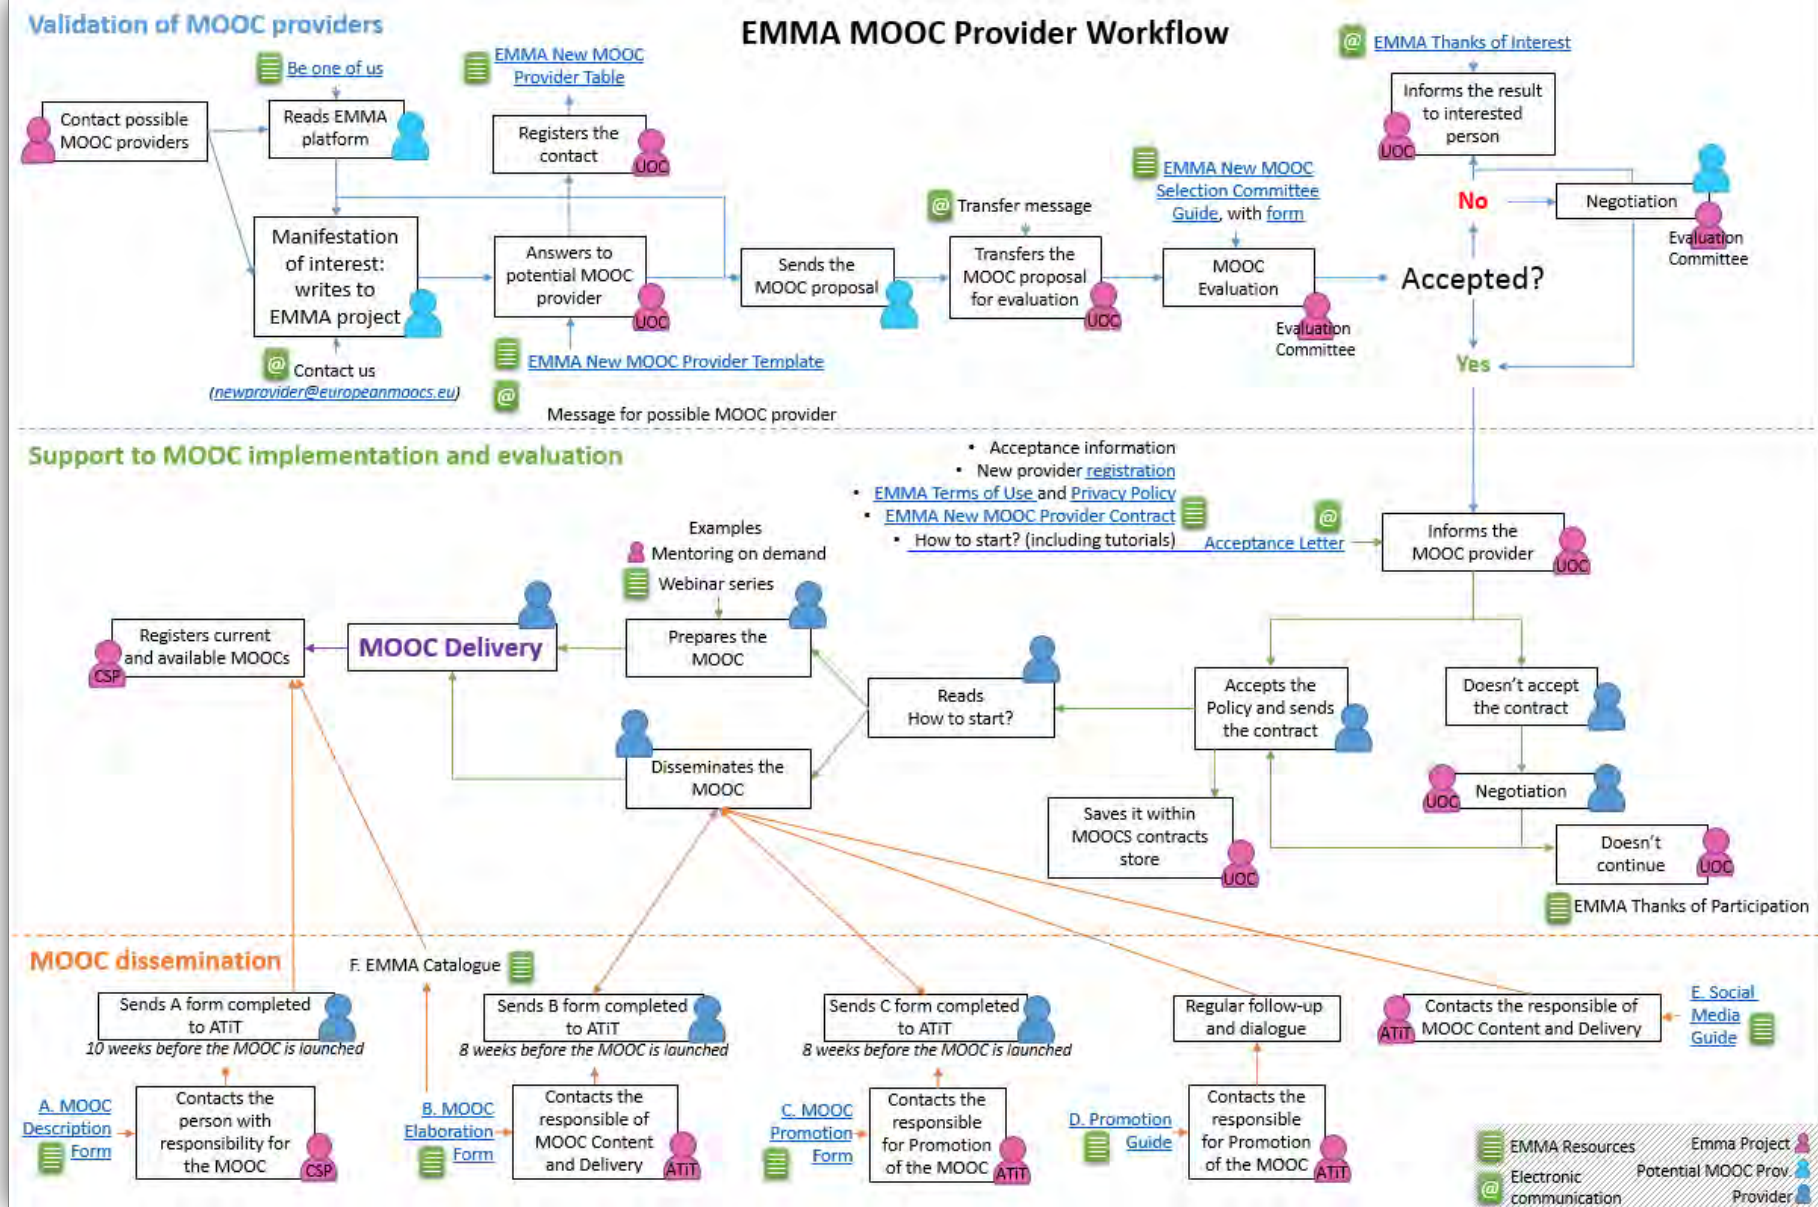 Validation of MOOC providers
EMMA MOOC Provider Workflow
Be one of us
EMMA New MOOC
Provider Table
EMMA Thanks of Interest
Contact possible
MOOC providers
Reads EMMA
platform
Registers the
contact
UOC
Informs the result
to interested
person
UOC
EMMA New MOOC
Selection Committee
Guide, with form
No
Negotiation
Evaluation
Committee
Transfer message
Manifestation
of interest:
writes to
EMMA project
Answers to
potential MOOC
provider
UOC
Sends the
MOOC proposal
Transfers the
MOOC proposal
for evaluation
UOC
MOOC
Evaluation
Evaluation
Committee
Accepted?
Yes
@ Contact us
(newprovider@europeanmoocs.eu)
EMMA New MOOC Provider Template
@
Message for possible MOOC provider
Support to MOOC implementation and evaluation
• Acceptance information
• New provider registration
• EMMA Terms of Use and Privacy Policy
• EMMA New MOOC Provider Contract
• How to start? (including tutorials)
@
Acceptance Letter
Informs the
MOOC provider
UOC
Examples
Mentoring on demand
Webinar series
Registers current
and available MOOCs
CSP
MOOC Delivery
Prepares the
MOOC
Reads
How to start?
Accepts the
Policy and sends
the contract
Doesn't accept
the contract
Disseminates the
MOOC
Saves it within
MOOCS contracts
store
UOC
UOC
Negotiation
Doesn't
continue
UOC
EMMA Thanks of Participation
MOOC dissemination
F. EMMA Catalogue
Sends A form completed
to ATiT
10 weeks before the MOOC is launched
Sends B form completed
to ATiT
8 weeks before the MOOC is launched
Sends C form completed
to ATiT
8 weeks before the MOOC is launched
Regular follow-up
and dialogue
Contacts the responsible of
MOOC Content and Delivery
ATiT
E. Social
Media
Guide
A. MOOC
Description
Form
Contacts the
person with
responsibility for
the MOOC
CSP
B. MOOC
Elaboration
Form
Contacts the
responsible of
MOOC Content
and Delivery
ATiT
C. MOOC
Promotion
Form
Contacts the
responsible
for Promotion
of the MOOC
ATiT
D. Promotion
Guide
Contacts the
responsible
for Promotion
of the MOOC
ATiT
EMMA Resources
Emma Project
@ Electronic
communication
Potential MOOC Prov.
Provider